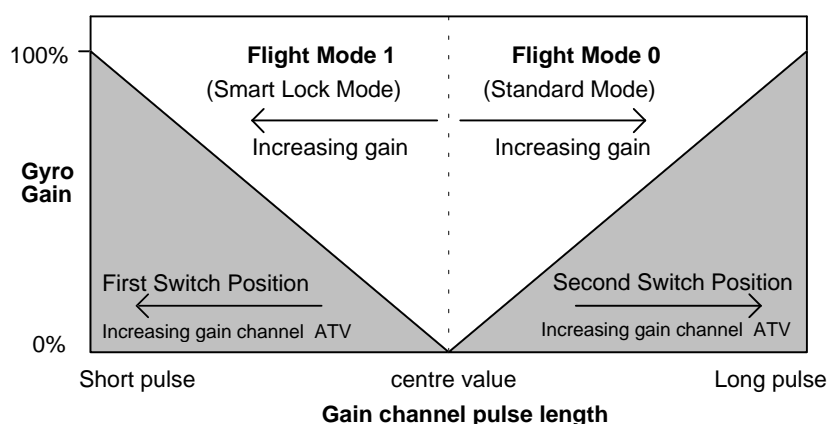 100%
Flight Mode 1
(Smart Lock Mode)
Increasing gain
Flight Mode 0
(Standard Mode)
Increasing gain
Gyro
Gain
First Switch Position
Increasing gain channel ATV
Second Switch Position
Increasing gain channel ATV
0%
Short pulse
centre value
Long pulse
Gain channel pulse length